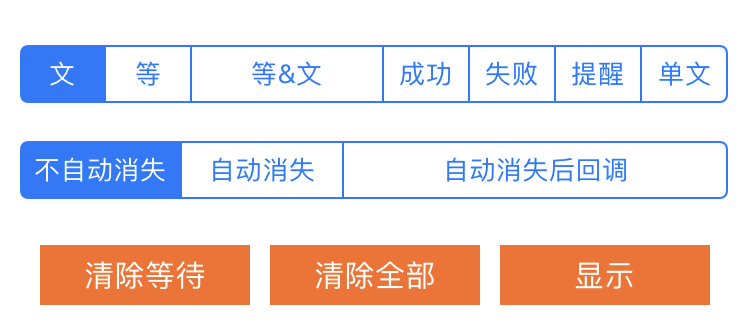 文 等 等&文 成功 失败 提醒 单文
不自动消失 自动消失 自动消失后回调
清除等待 清除全部 显示